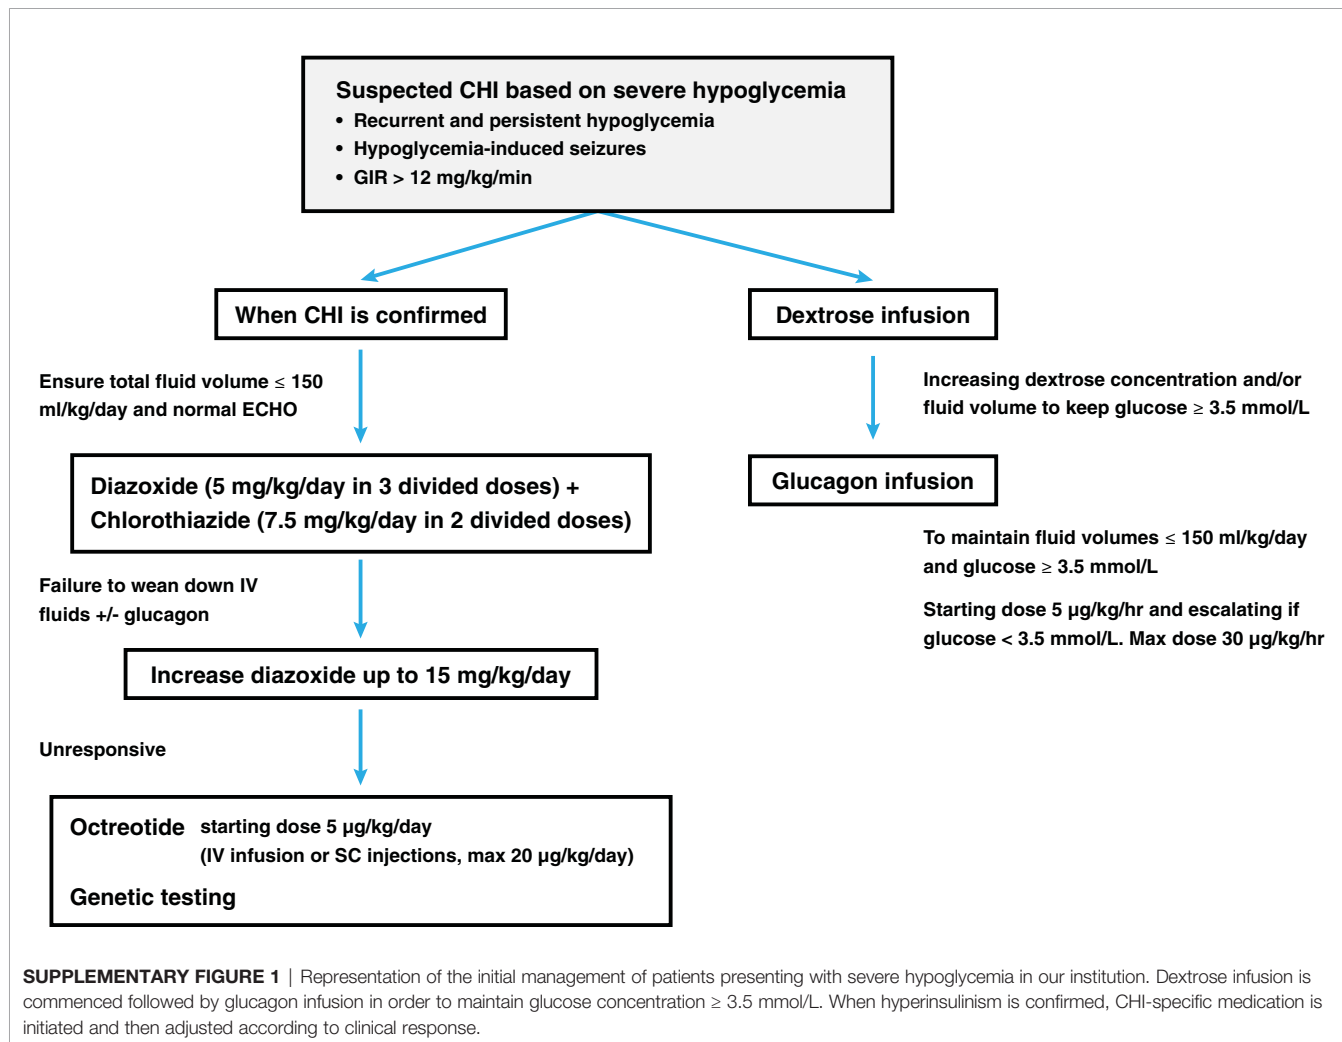 Suspected CHI based on severe hypoglycemia
• Recurrent and persistent hypoglycemia
• Hypoglycemia-induced seizures
• GIR > 12 mg/kg/min
When CHI is confirmed
Ensure total fluid volume ≤ 150
ml/kg/day and normal ECHO
Diazoxide (5 mg/kg/day in 3 divided doses) +
Chlorothiazide (7.5 mg/kg/day in 2 divided doses)
Failure to wean down IV
fluids +/- glucagon
Increase diazoxide up to 15 mg/kg/day
Unresponsive
Octreotide starting dose 5 µg/kg/day
(IV infusion or SC injections, max 20 µg/kg/day)
Genetic testing
Dextrose infusion
Increasing dextrose concentration and/or
fluid volume to keep glucose ≥ 3.5 mmol/L
Glucagon infusion
To maintain fluid volumes ≤ 150 ml/kg/day
and glucose ≥ 3.5 mmol/L
Starting dose 5 µg/kg/hr and escalating if
glucose < 3.5 mmol/L. Max dose 30 µg/kg/hr
SUPPLEMENTARY FIGURE 1 | Representation of the initial management of patients presenting with severe hypoglycemia in our institution. Dextrose infusion is
commenced followed by glucagon infusion in order to maintain glucose concentration ≥ 3.5 mmol/L. When hyperinsulinism is confirmed, CHI-specific medication is
initiated and then adjusted according to clinical response.